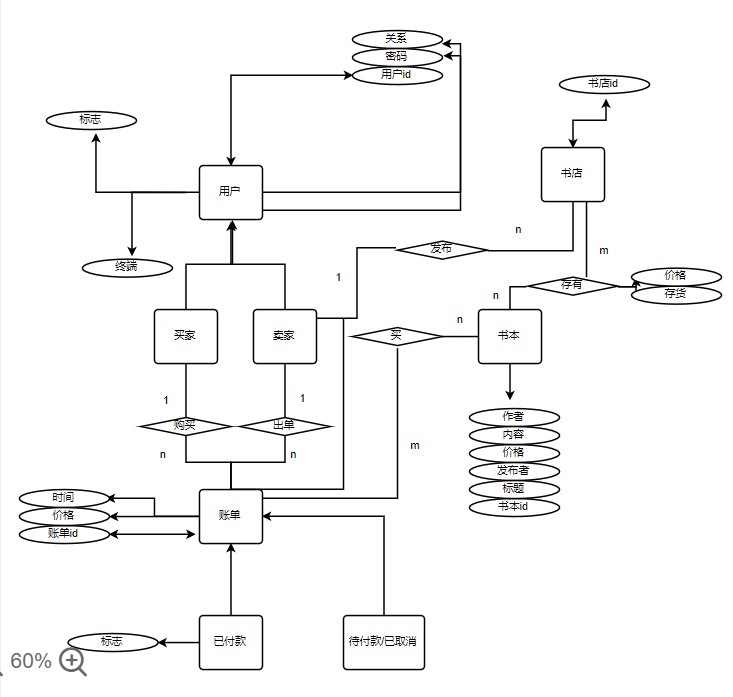 关系
密码
用户id
书店id
标志
书店
用户
n
发布
m
终端
1
价格
存有
n
存货
n
买家
卖家
买
书本
1
1
作者
购买
出单
内容
m
n
n
价格
发布者
标题
时间
书本id
价格
账单
账单id
标志
已付款
待付款/已取消
60%